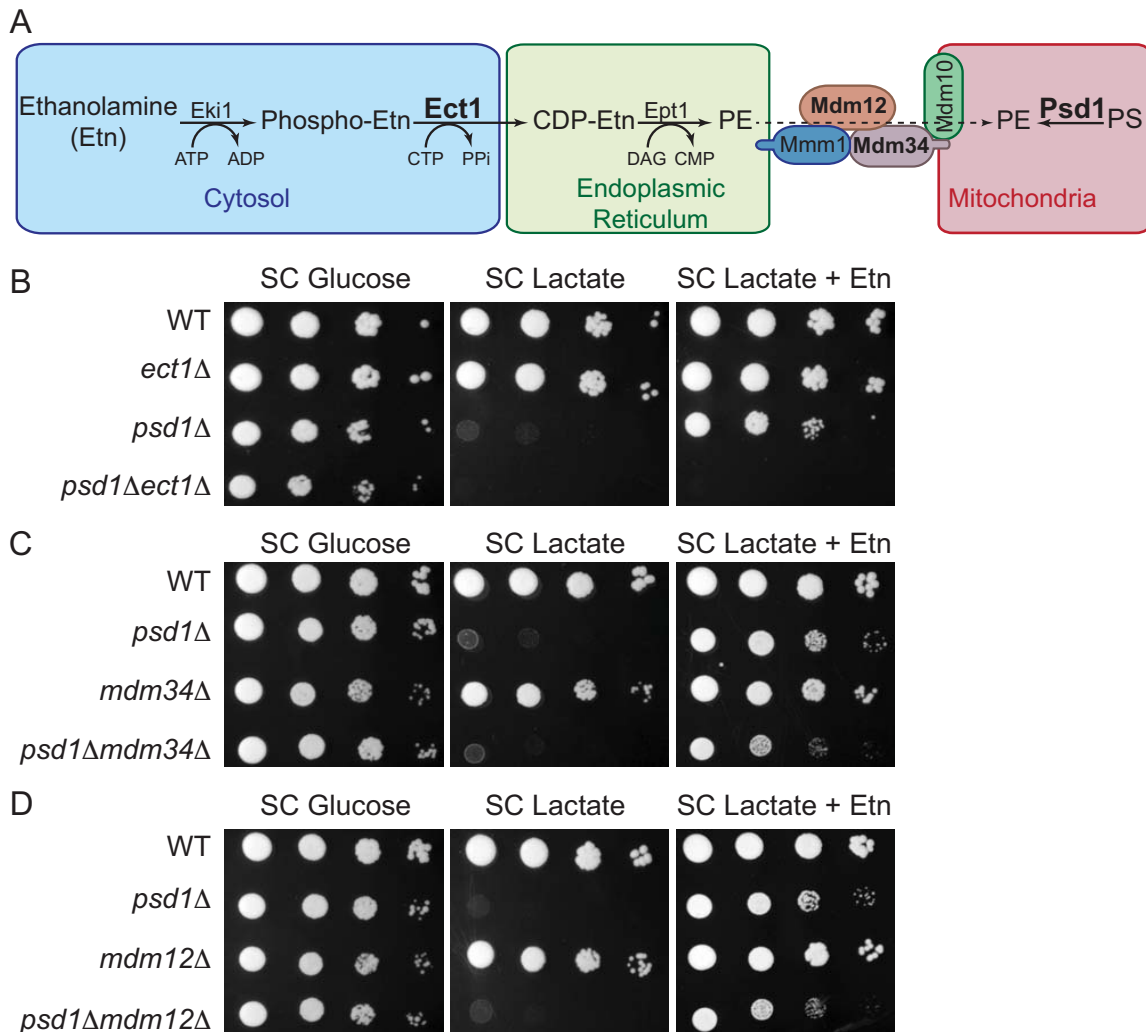 A
Ethanolamine
(Etn)
Eki1
ATP
ADP
Phospho-Etn
Ect1
CTP
PPi
Cytosol
CDP-Etn
Ept1
DAG
CMP
PE
Endoplasmic
Reticulum
Mdm12
Mmm1
Mdm34
Mdm10
PE
Psd1
PS
Mitochondria
B
SC Glucose
SC Lactate
SC Lactate + Etn
WT
ect1Δ
psd1Δ
psd1Δect1Δ
C
SC Glucose
SC Lactate
SC Lactate + Etn
WT
psd1Δ
mdm34Δ
psd1Δmdm34Δ
D
SC Glucose
SC Lactate
SC Lactate + Etn
WT
psd1Δ
mdm12Δ
psd1Δmdm12Δ